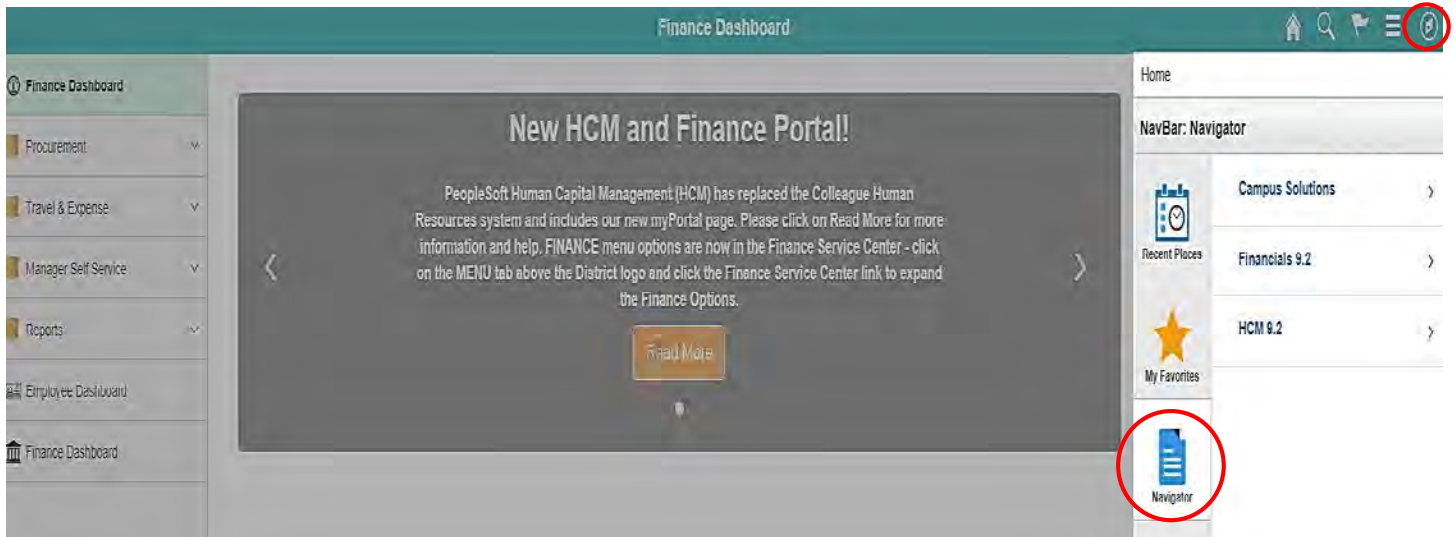 Finance Dashboard
Finance Dashboard
Procurement
Travel & Expense
Manager Self Service
Reports
Employee Dashboard
Finance Dashboard
New HCM and Finance Portal!
PeopleSoft Human Capital Management (HCM) has replaced the Colleague Human
Resources system and includes our new myPortal page. Please click on Read More for more
information and help. FINANCE menu options are now in the Finance Service Center - click
on the MENU tab above the District logo and click the Finance Service Center link to expand
the Finance Options.
Read More
Home
NavBar: Navigator
Recent Places
My Favorites
Navigator
Campus Solutions
Financials 9.2
HCM 9.2